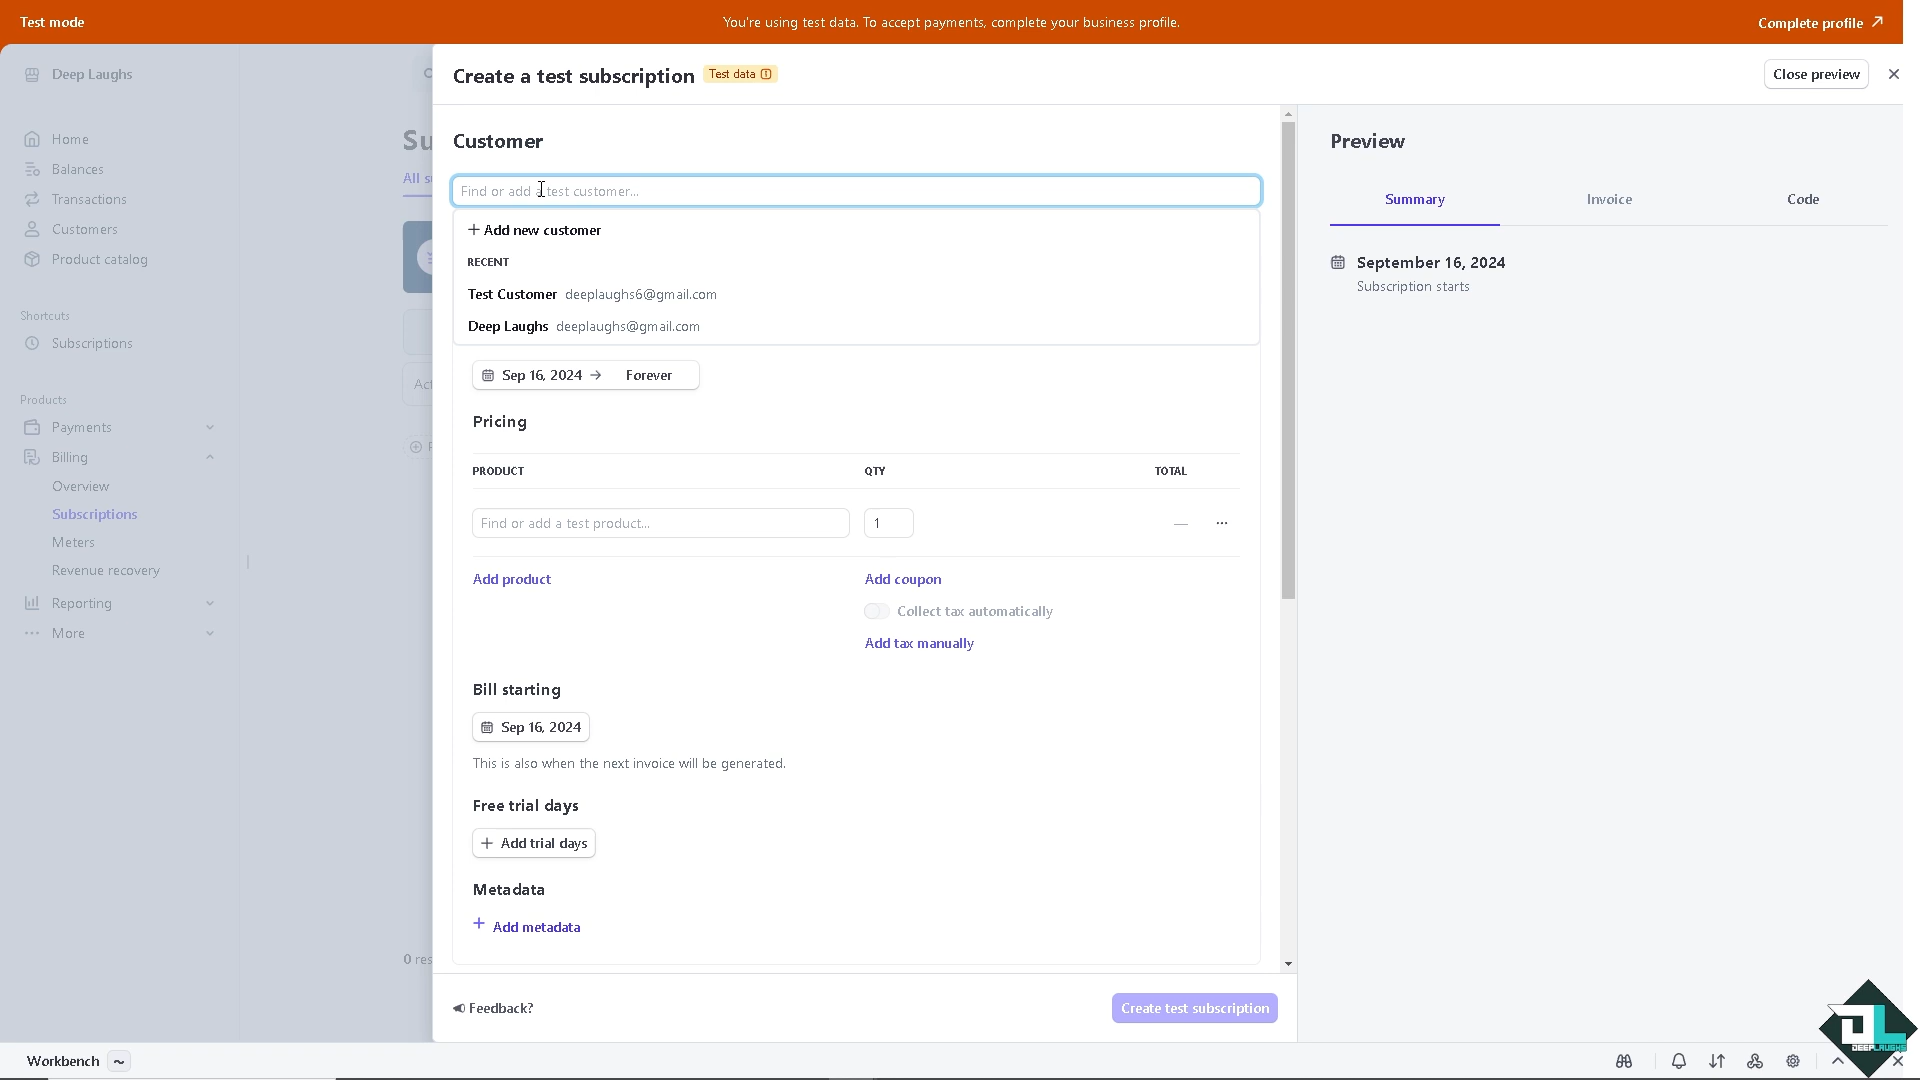 Test mode
You're using test data. To accept payments, complete your business profile.
Complete profile
Deep Laughs
Create a test subscription
Test data
Close preview
Home
Balances
Transactions
Customers
Product catalog
Shortcuts
Subscriptions
Products
Payments
Billing
Overview
Subscriptions
Meters
Revenue recovery
Reporting
More
Su
All s
Act
0 res
Customer
Find or add a test customer...
Add new customer
RECENT
Test Customer deeplaughs6@gmail.com
Deep Laughs deeplaughs@gmail.com
Sep 16, 2024 → Forever
Pricing
PRODUCT QTY TOTAL
Find or add a test product... 1 —
Add product
Add coupon
Collect tax automatically
Add tax manually
Bill starting
Sep 16, 2024
This is also when the next invoice will be generated.
Free trial days
Add trial days
Metadata
Add metadata
Feedback?
Create test subscription
Preview
Summary Invoice Code
September 16, 2024
Subscription starts
Workbench ~
DEEPLAUGHS